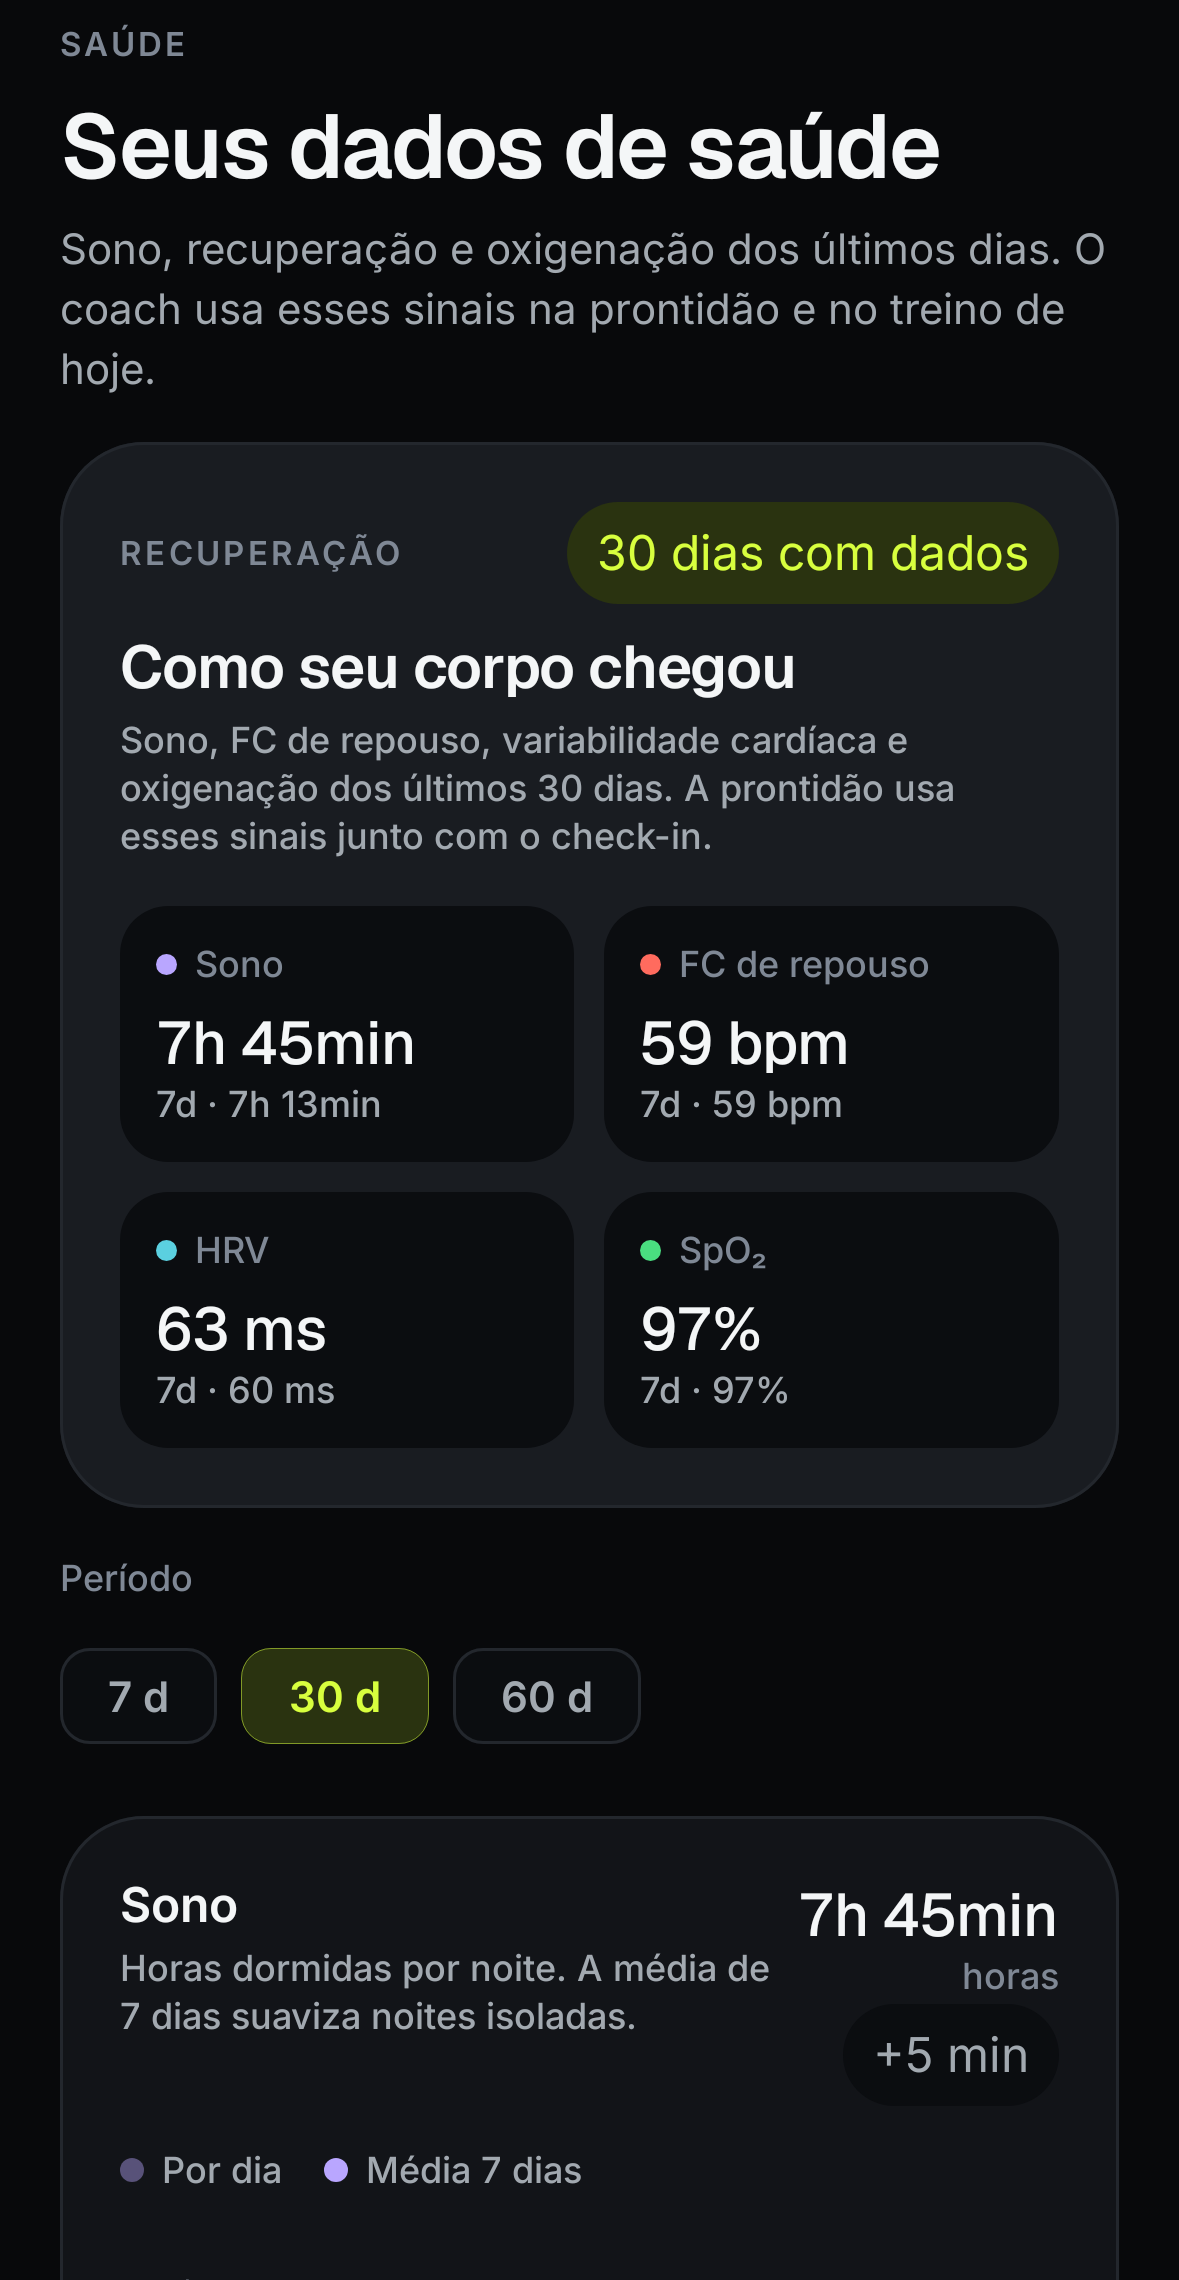 SAÚDE
Seus dados de saúde
Sono, recuperação e oxigenação dos últimos dias. O
coach usa esses sinais na prontidão e no treino de
hoje.
RECUPERAÇÃO
30 dias com dados
Como seu corpo chegou
Sono, FC de repouso, variabilidade cardíaca e
oxigenação dos últimos 30 dias. A prontidão usa
esses sinais junto com o check-in.
Sono
7h 45min
7d · 7h 13min
FC de repouso
59 bpm
7d · 59 bpm
HRV
63 ms
7d · 60 ms
SpO₂
97%
7d · 97%
Período
7 d
30 d
60 d
Sono
Horas dormidas por noite. A média de
7 dias suaviza noites isoladas.
7h 45min
horas
+5 min
Por dia
Média 7 dias